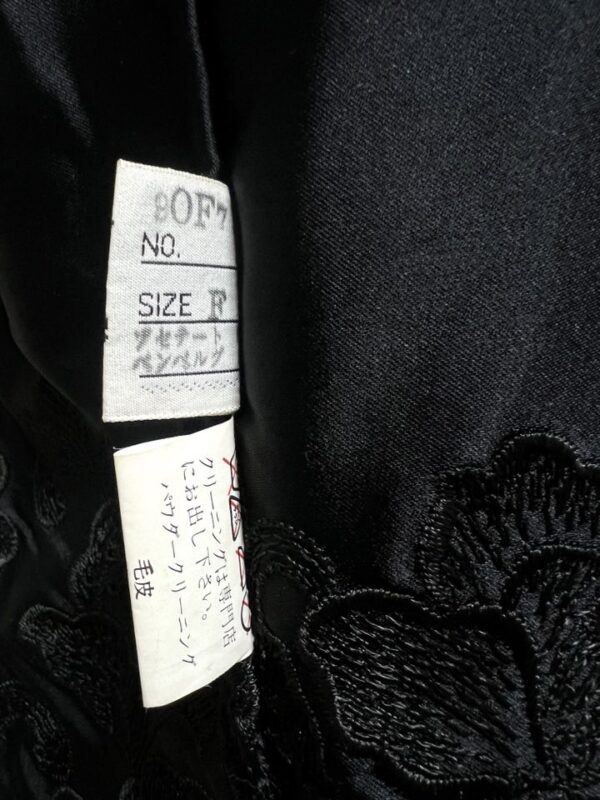 NO.
SIZE F
アセテート
ベンベルグ
クリーニングは専門店
にお出し下さい。
パウダークリーニング
毛皮